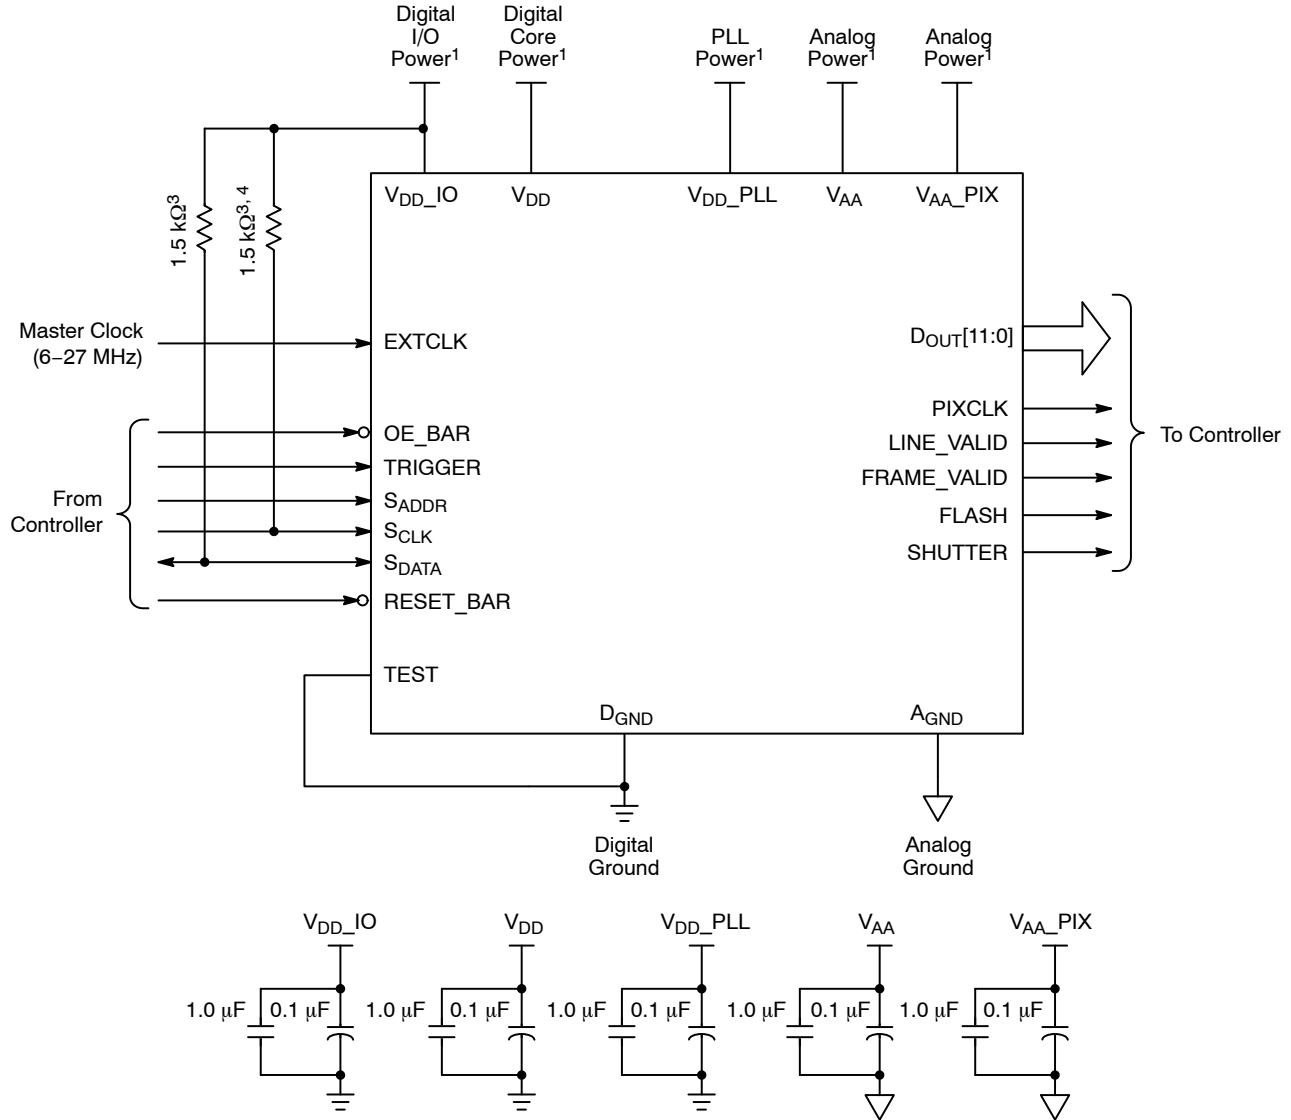 Digital
I/O
Power¹
Digital
Core
Power¹
PLL
Power¹
Analog
Power¹
Analog
Power¹
V_DD_IO
V_DD
V_DD_PLL
V_AA
V_AA_PIX
1.5 kΩ³
1.5 kΩ³, ⁴
Master Clock
(6–27 MHz)
EXTCLK
From
Controller
OE_BAR
TRIGGER
S_ADDR
S_CLK
S_DATA
RESET_BAR
TEST
D_OUT[11:0]
PIXCLK
LINE_VALID
FRAME_VALID
FLASH
SHUTTER
To Controller
D_GND
A_GND
Digital
Ground
Analog
Ground
V_DD_IO
V_DD
V_DD_PLL
V_AA
V_AA_PIX
1.0 μF 0.1 μF 1.0 μF 0.1 μF 1.0 μF 0.1 μF 1.0 μF 0.1 μF 1.0 μF 0.1 μF